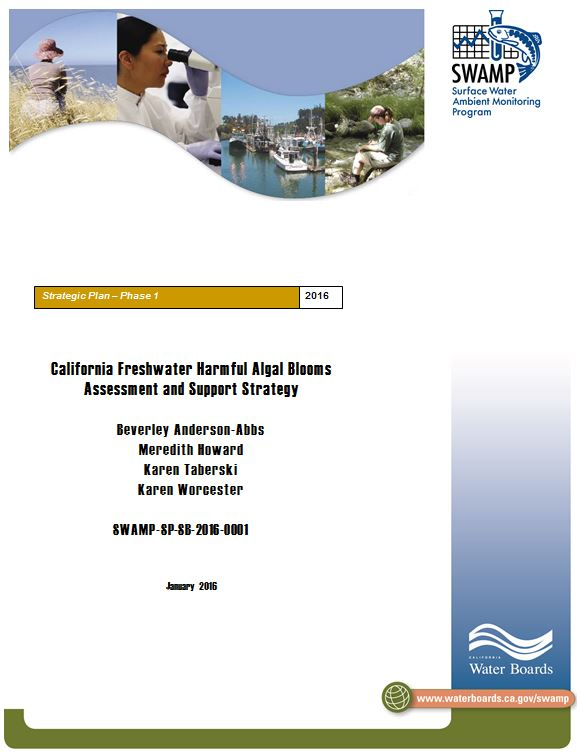 SWAMP
Surface Water
Ambient Monitoring
Program
Strategic Plan – Phase 1
2016
California Freshwater Harmful Algal Blooms
Assessment and Support Strategy
Beverley Anderson-Abbs
Meredith Howard
Karen Taberski
Karen Worcester
SWAMP-SP-SB-2016-0001
January 2016
CALIFORNIA
Water Boards
www.waterboards.ca.gov/swamp